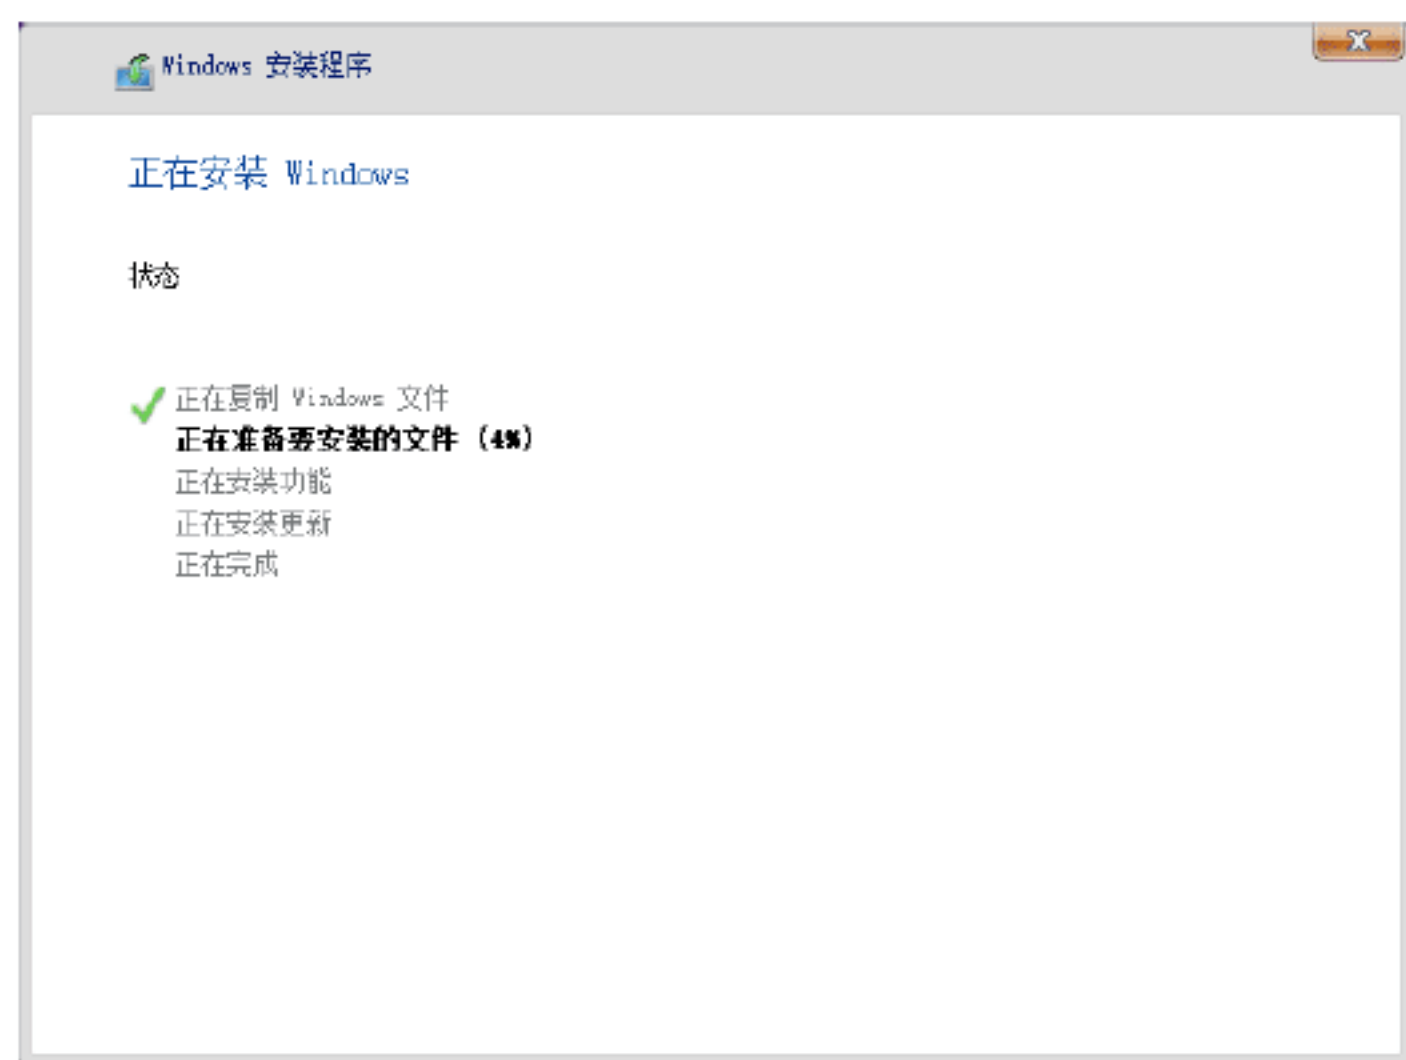 Windows 安装程序
正在安装 Windows
状态
正在复制 Windows 文件
正在准备要安装的文件 (4%)
正在安装功能
正在安装更新
正在完成